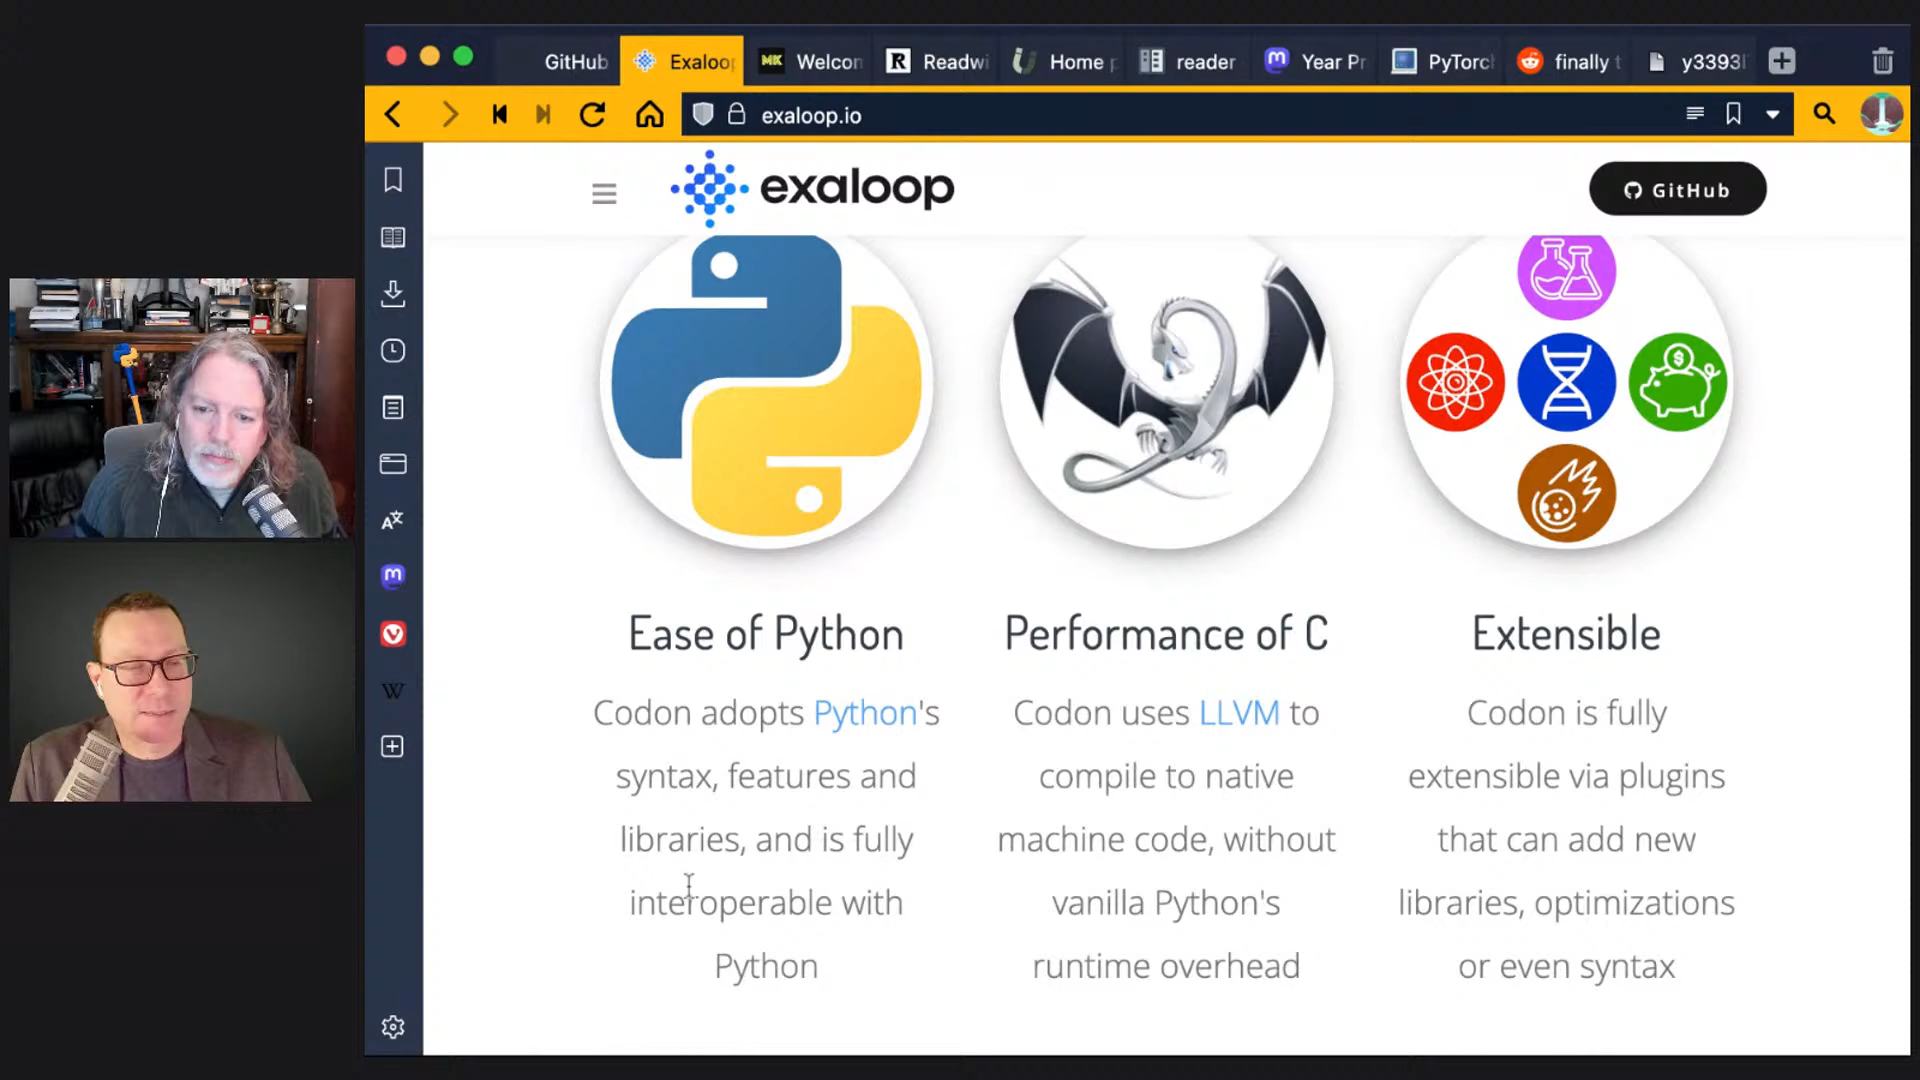 GitHub
Exaloop
MK
Welcon
R
Readwi
Home p
reader
Year Pr
PyTorc
finally t
y3393l
exaloop.io
exaloop
GitHub
Ease of Python
Codon adopts Python's
syntax, features and
libraries, and is fully
interoperable with
Python
Performance of C
Codon uses LLVM to
compile to native
machine code, without
vanilla Python's
runtime overhead
Extensible
Codon is fully
extensible via plugins
that can add new
libraries, optimizations
or even syntax
W